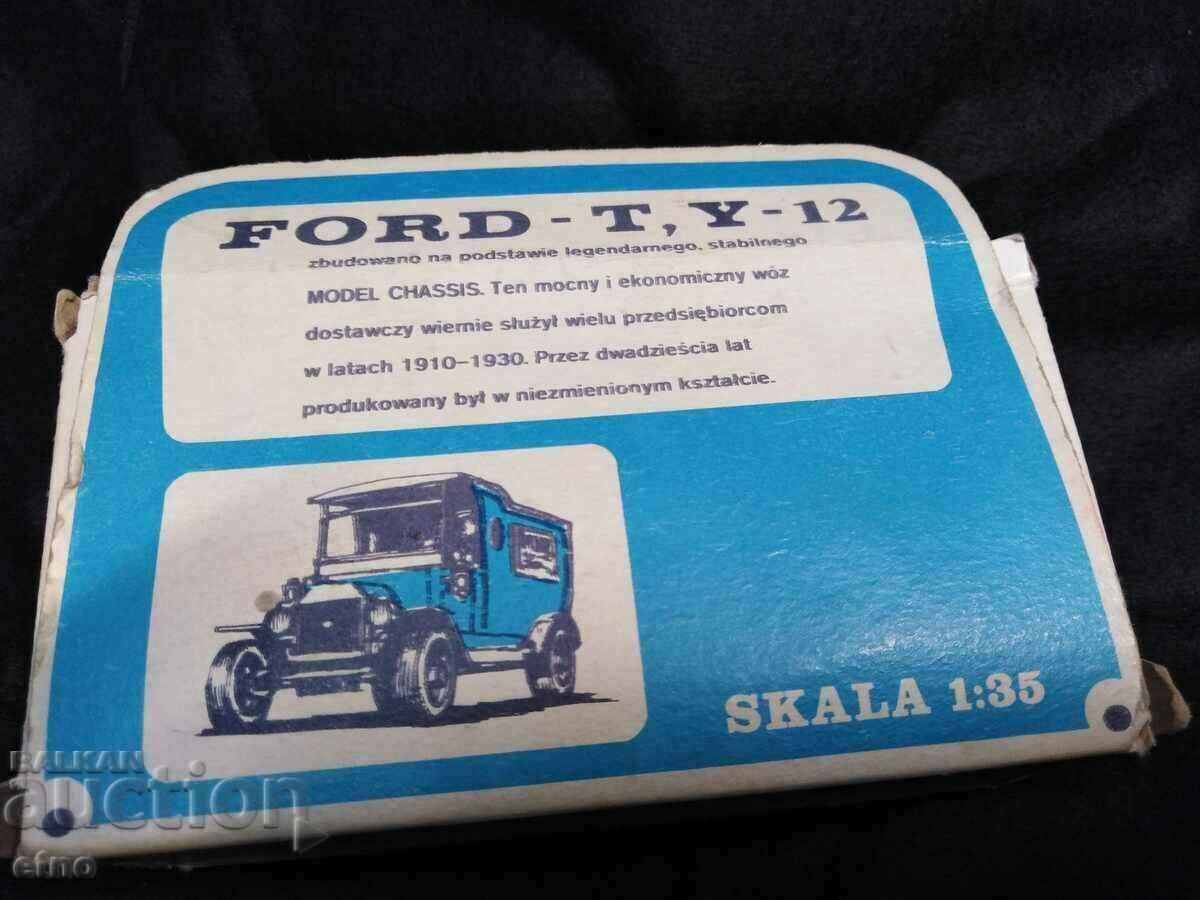 FORD - T, Y - 12
zbudowano na podstawie legendarnego, stabilnego
MODEL CHASSIS. Ten mocny i ekonomiczny wóz
dostawczy wiernie służył wielu przedsiębiorcom
w latach 1910–1930. Przez dwadzieścia lat
produkowany był w niezmienionym kształcie.
SKALA 1:35
BALKAN
auction
etno